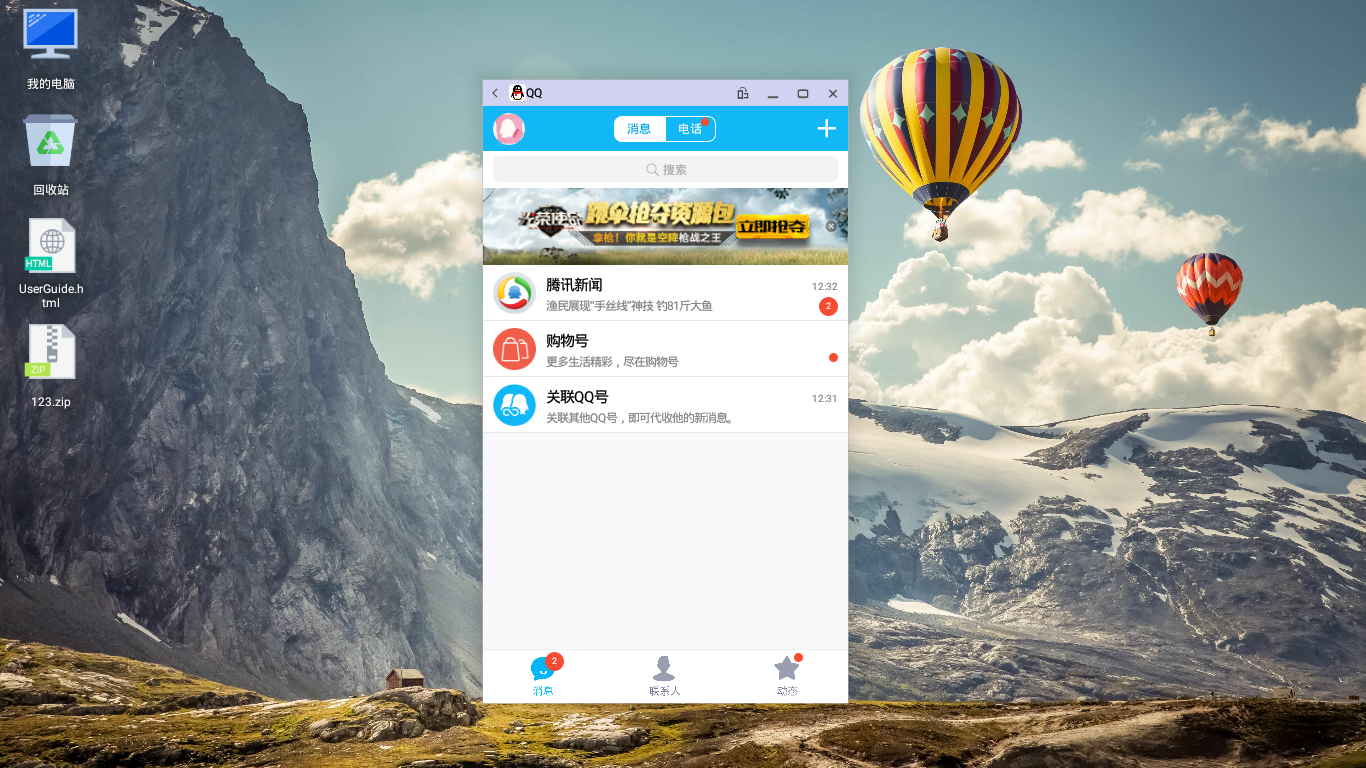 我的电脑
回收站
HTML
UserGuide.h
tml
ZIP
123.zip
QQ
消息
电话
搜索
跳伞抢夺资源包
拿枪！你就是空降枪战之王
立即抢夺
腾讯新闻
12:32
渔民展现“手丝线”神技 钓81斤大鱼
2
购物号
更多生活精彩，尽在购物号
关联QQ号
12:31
关联其他QQ号，即可代收他的新消息。
2
消息
联系人
动态